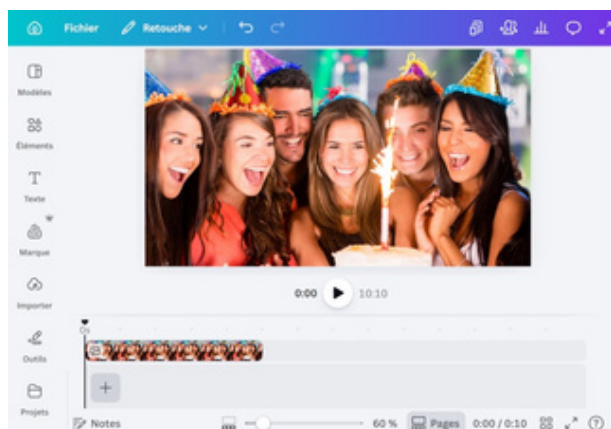 Fichier Retouche
Modèles
Éléments
Texte
Marque
Importer
Outils
Projets
0:00 10:10
0s
Notes 60 % Pages 0:00 / 0:10